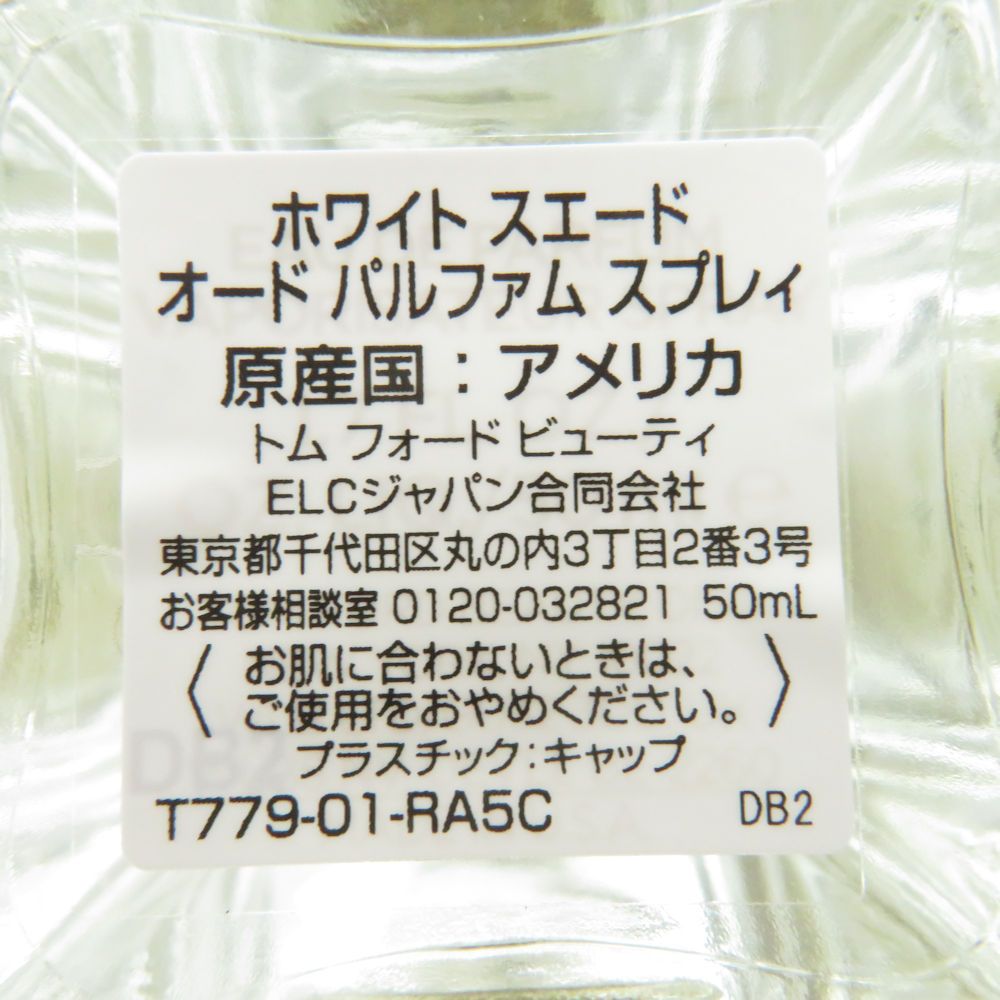 ホワイト スエード
オード パルファム スプレィ
原産国：アメリカ
トム フォード ビューティ
ELCジャパン合同会社
東京都千代田区丸の内3丁目2番3号
お客様相談室 0120-032821 50mL
〈お肌に合わないときは、
ご使用をおやめください。〉
プラスチック：キャップ
T779-01-RA5C DB2